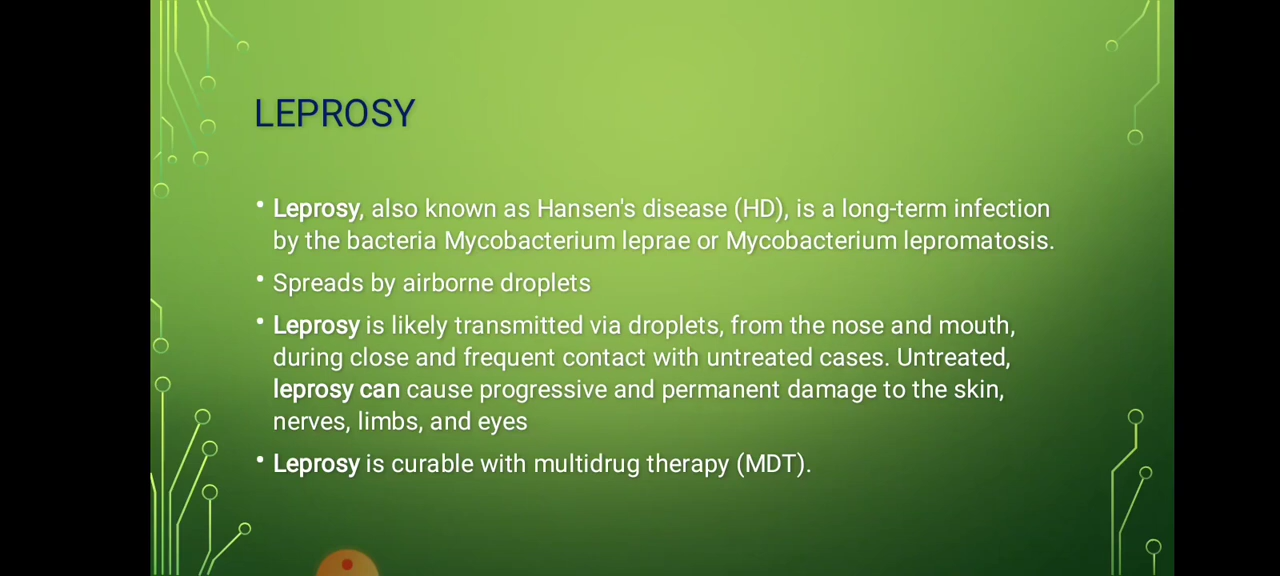 LEPROSY
• Leprosy, also known as Hansen's disease (HD), is a long-term infection
by the bacteria Mycobacterium leprae or Mycobacterium lepromatosis.
• Spreads by airborne droplets
• Leprosy is likely transmitted via droplets, from the nose and mouth,
during close and frequent contact with untreated cases. Untreated,
leprosy can cause progressive and permanent damage to the skin,
nerves, limbs, and eyes
• Leprosy is curable with multidrug therapy (MDT).